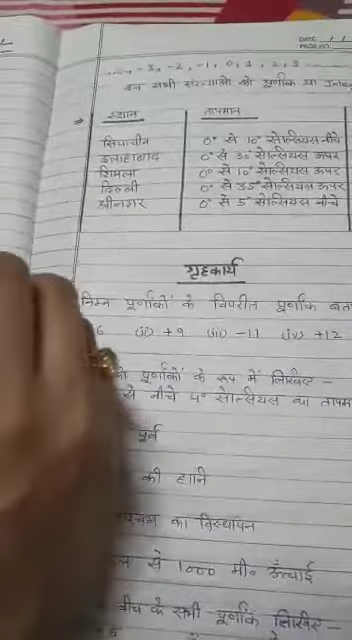 DATE
PAGE NO.
....., -3, -2, -1, 0, 1, 2, 3 .....
इन सभी संख्याओं को पूर्णांक या
स्थान तापमान
सियाचीन 0° से 10° सेल्सियस नीचे
इलाहाबाद 0° से 30° सेल्सियस ऊपर
शिमला 0° से 10° सेल्सियस ऊपर
दिल्ली 0° से 35° सेल्सियस ऊपर
श्रीनगर 0° से 5° सेल्सियस नीचे
गृहकार्य
निम्न पूर्णांकों के विपरीत पूर्णांक
6 (ii) +9 (iii) -11 (iv) +12
को पूर्णांकों के रूप में लिखिए -
से नीचे 4° सेल्सियस का
पूर्व
की हानि
का विस्थापन
से 1000 मी० ऊँचाई
बीच के सभी पूर्णांक लिखिए -